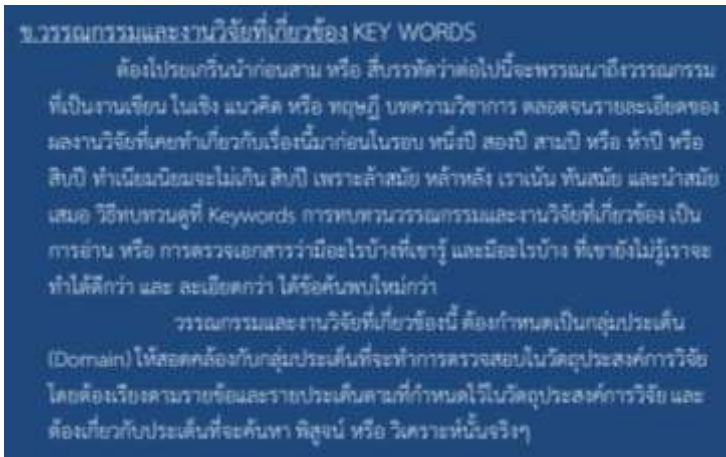 ข.วรรณกรรมและงานวิจัยที่เกี่ยวข้อง KEY WORDS
ต้องโปรยเกริ่นนำก่อนสาม หรือ สี่บรรทัดว่าต่อไปนี้จะพรรณนาถึงวรรณกรรม
ที่เป็นงานเขียน ในเชิง แนวคิด หรือ ทฤษฎี บทความวิชาการ ตลอดจนรายละเอียดของ
ผลงานวิจัยที่เคยทำเกี่ยวกับเรื่องนี้มาก่อนในรอบ หนึ่งปี สองปี สามปี หรือ ห้าปี หรือ
สิบปี ทำเนียมนิยมจะไม่เกิน สิบปี เพราะล้าสมัย หล้าหลัง เราเน้น ทันสมัย และนำสมัย
เสมอ วิธีทบทวนดูที่ Keywords การทบทวนวรรณกรรมและงานวิจัยที่เกี่ยวข้อง เป็น
การอ่าน หรือ การตรวจเอกสารว่ามีอะไรบ้างที่เขารู้ และมีอะไรบ้าง ที่เขายังไม่รู้เราจะ
ทำได้ดีกว่า และ ละเอียดกว่า ได้ข้อค้นพบใหม่กว่า
วรรณกรรมและงานวิจัยที่เกี่ยวข้องนี้ ต้องกำหนดเป็นกลุ่มประเด็น
(Domain) ให้สอดคล้องกับกลุ่มประเด็นที่จะทำการตรวจสอบในวัตถุประสงค์การวิจัย
โดยต้องเรียงตามรายข้อและรายประเด็นตามที่กำหนดไว้ในวัตถุประสงค์การวิจัย และ
ต้องเกี่ยวกับประเด็นที่จะค้นหา พิสูจน์ หรือ วิเคราะห์นั้นจริงๆ